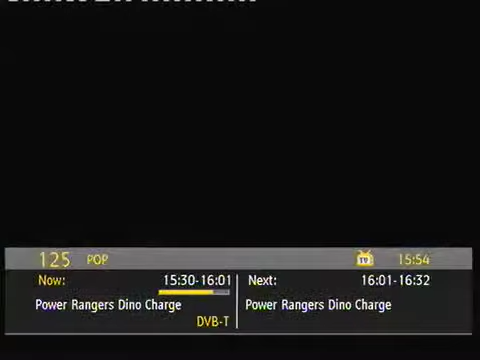 125 POP TV 15:54
Now: 15:30-16:01 Next: 16:01-16:32
Power Rangers Dino Charge Power Rangers Dino Charge
DVB-T